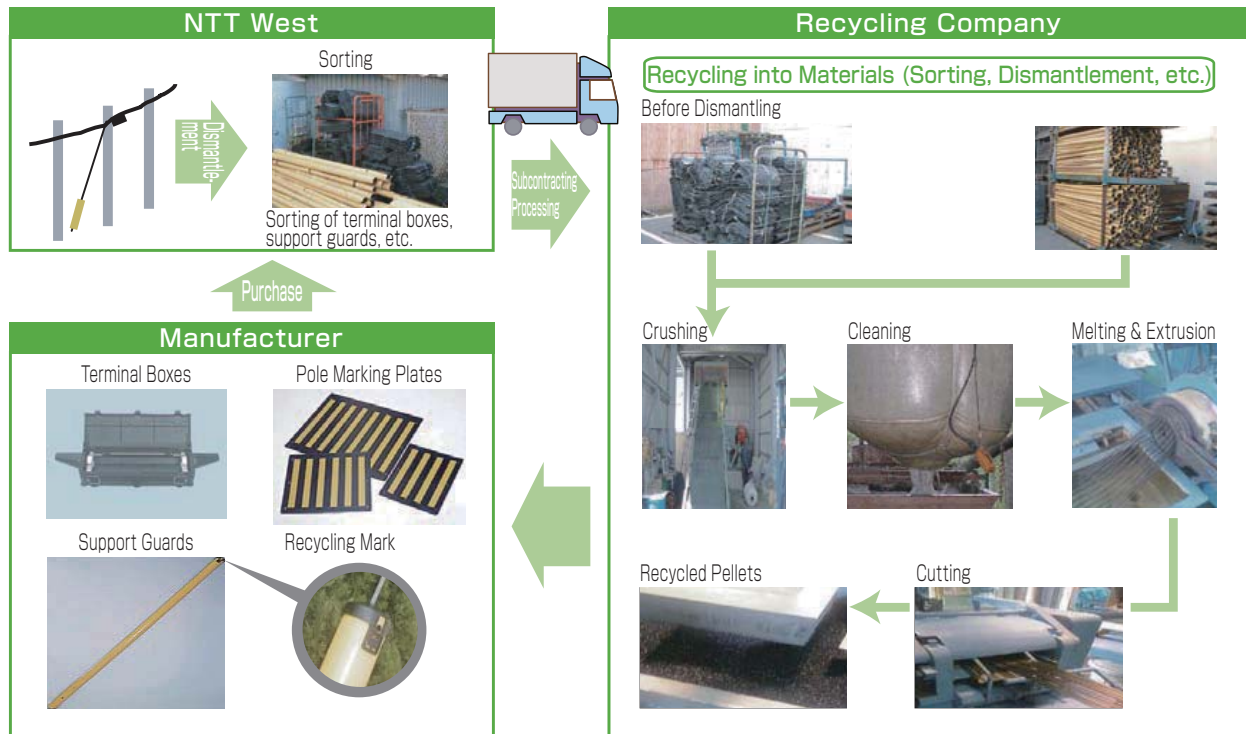 NTT West
Sorting
Dismantle-
ment
Sorting of terminal boxes,
support guards, etc.
Subcontracting
Processing
Recycling Company
Recycling into Materials (Sorting, Dismantlement, etc.)
Before Dismantling
Crushing
Cleaning
Melting & Extrusion
Cutting
Recycled Pellets
Purchase
Manufacturer
Terminal Boxes
Pole Marking Plates
Support Guards
Recycling Mark